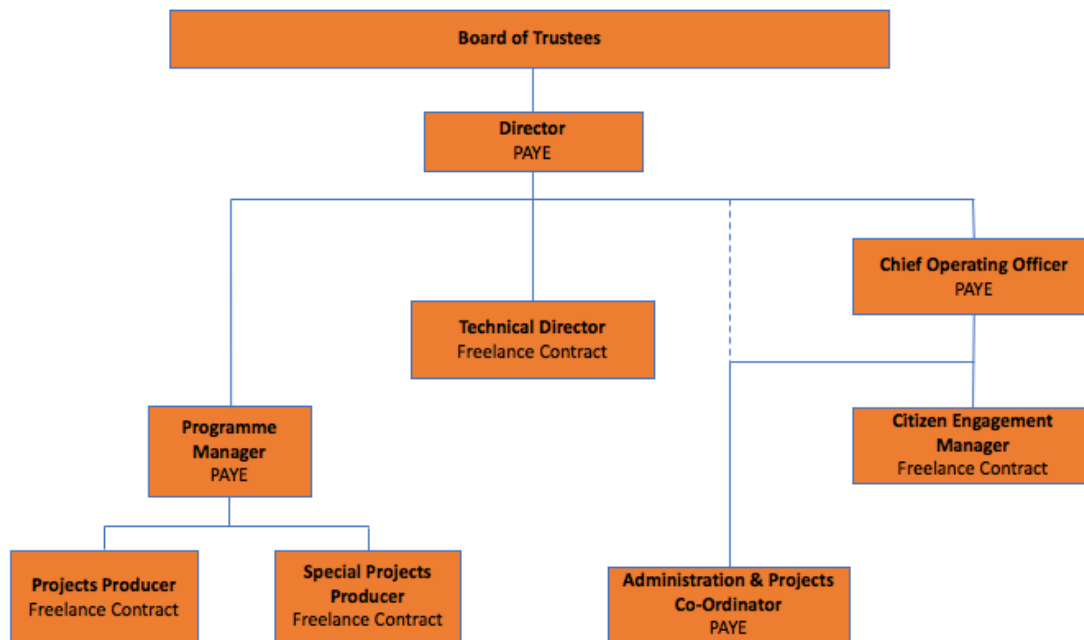 Board of Trustees
Director
PAYE
Chief Operating Officer
PAYE
Technical Director
Freelance Contract
Programme
Manager
PAYE
Citizen Engagement
Manager
Freelance Contract
Projects Producer
Freelance Contract
Special Projects
Producer
Freelance Contract
Administration & Projects
Co-Ordinator
PAYE